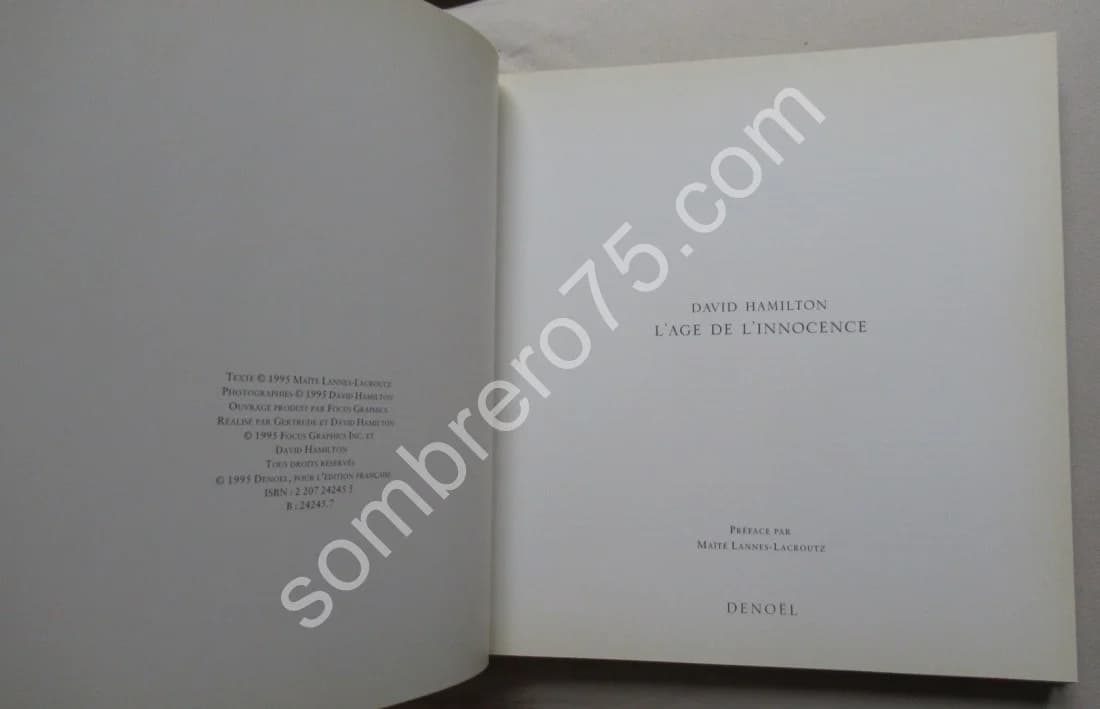 TEXTE © 1995 MAÏTÉ LANNES-LACROUTZ
PHOTOGRAPHIES © 1995 DAVID HAMILTON
OUVRAGE PRODUIT PAR FOCUS GRAPHICS
RÉALISÉ PAR GERTRUDE ET DAVID HAMILTON
© 1995 FOCUS GRAPHICS INC. ET
DAVID HAMILTON
TOUS DROITS RÉSERVÉS
© 1995 DENOËL, POUR L'ÉDITION FRANÇAISE
ISBN : 2 207 24245 5
B : 24245.7
DAVID HAMILTON
L'AGE DE L'INNOCENCE
PRÉFACE PAR
MAÏTÉ LANNES-LACROUTZ
DENOËL
sombrero75.com